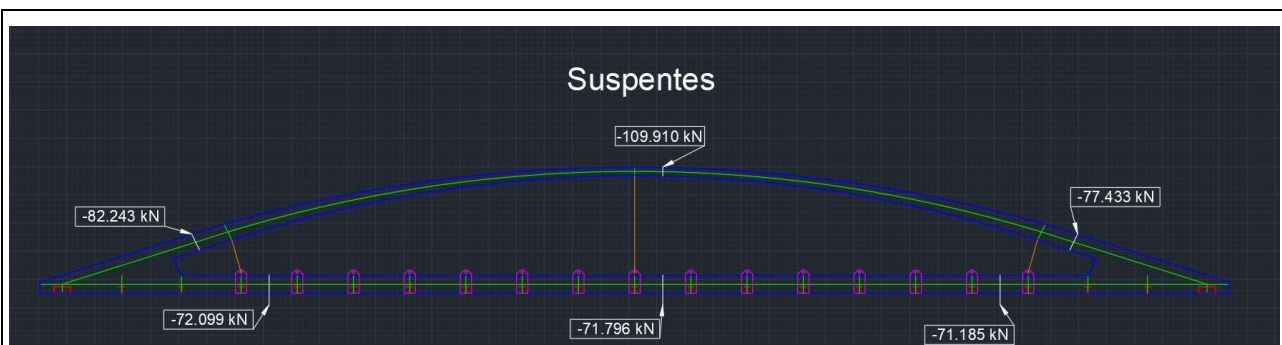 Suspentes
-109.910 kN
-82.243 kN
-77.433 kN
-72.099 kN
-71.796 kN
-71.185 kN